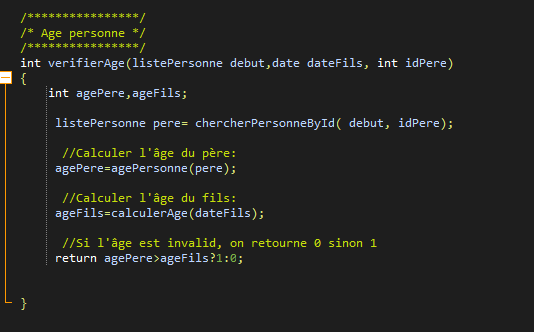 /****************/
/* Age personne */
/****************/
int verifierAge(listePersonne debut,date dateFils, int idPere)
{
int agePere,ageFils;
listePersonne pere= chercherPersonneById( debut, idPere);
//Calculer l'âge du père:
agePere=agePersonne(pere);
//Calculer l'âge du fils:
ageFils=calculerAge(dateFils);
//Si l'âge est invalid, on retourne 0 sinon 1
return agePere>ageFils?1:0;
}